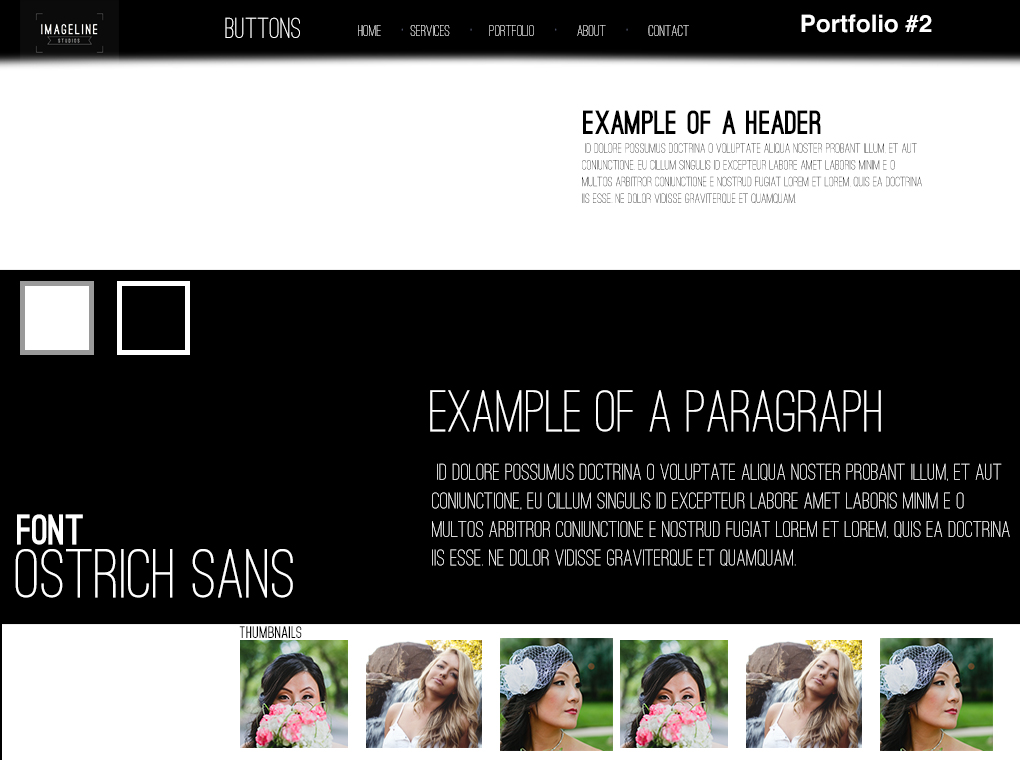 IMAGELINE
STUDIOS
BUTTONS
HOME · SERVICES · PORTFOLIO · ABOUT · CONTACT
Portfolio #2
EXAMPLE OF A HEADER
ID DOLORE POSSUMUS DOCTRINA O VOLUPTATE ALIQUA NOSTER PROBANT ILLUM, ET AUT
CONIUNCTIONE, EU CILLUM SINGULIS ID EXCEPTEUR LABORE AMET LABORIS MINIM E O
MULTOS ARBITROR CONIUNCTIONE E NOSTRUD FUGIAT LOREM ET LOREM, QUIS EA DOCTRINA
IIS ESSE. NE DOLOR VIDISSE GRAVITERQUE ET QUAMQUAM.
EXAMPLE OF A PARAGRAPH
ID DOLORE POSSUMUS DOCTRINA O VOLUPTATE ALIQUA NOSTER PROBANT ILLUM, ET AUT
CONIUNCTIONE, EU CILLUM SINGULIS ID EXCEPTEUR LABORE AMET LABORIS MINIM E O
MULTOS ARBITROR CONIUNCTIONE E NOSTRUD FUGIAT LOREM ET LOREM, QUIS EA DOCTRINA
IIS ESSE. NE DOLOR VIDISSE GRAVITERQUE ET QUAMQUAM.
FONT
OSTRICH SANS
THUMBNAILS